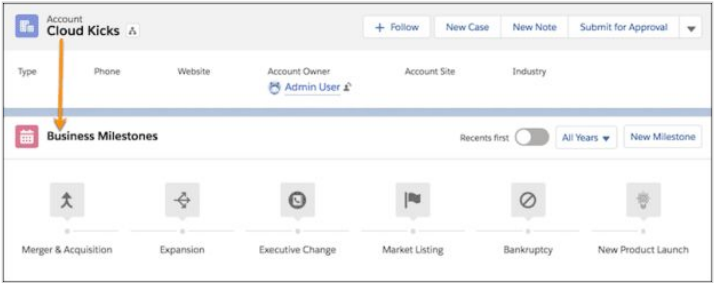 Account
Cloud Kicks
+ Follow New Case New Note Submit for Approval
Type Phone Website Account Owner Account Site Industry
Admin User
Business Milestones
Recents first All Years New Milestone
Merger & Acquisition Expansion Executive Change Market Listing Bankruptcy New Product Launch